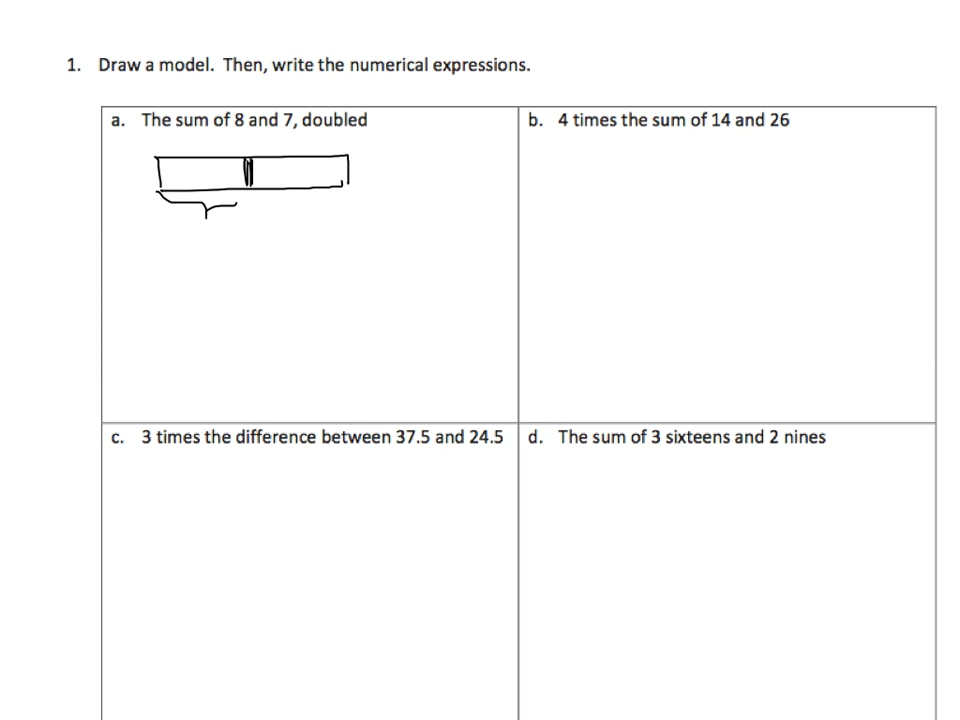 1. Draw a model. Then, write the numerical expressions.
a. The sum of 8 and 7, doubled
b. 4 times the sum of 14 and 26
c. 3 times the difference between 37.5 and 24.5
d. The sum of 3 sixteens and 2 nines